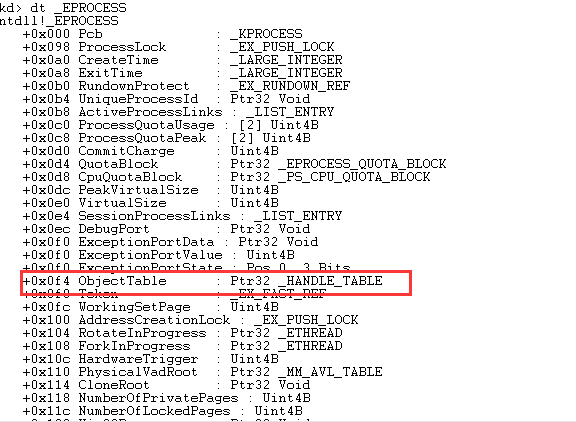 kd> dt _EPROCESS
ntdll!_EPROCESS
+0x000 Pcb : _KPROCESS
+0x098 ProcessLock : _EX_PUSH_LOCK
+0x0a0 CreateTime : _LARGE_INTEGER
+0x0a8 ExitTime : _LARGE_INTEGER
+0x0b0 RundownProtect : _EX_RUNDOWN_REF
+0x0b4 UniqueProcessId : Ptr32 Void
+0x0b8 ActiveProcessLinks : _LIST_ENTRY
+0x0c0 ProcessQuotaUsage : [2] Uint4B
+0x0c8 ProcessQuotaPeak : [2] Uint4B
+0x0d0 CommitCharge : Uint4B
+0x0d4 QuotaBlock : Ptr32 _EPROCESS_QUOTA_BLOCK
+0x0d8 CpuQuotaBlock : Ptr32 _PS_CPU_QUOTA_BLOCK
+0x0dc PeakVirtualSize : Uint4B
+0x0e0 VirtualSize : Uint4B
+0x0e4 SessionProcessLinks : _LIST_ENTRY
+0x0ec DebugPort : Ptr32 Void
+0x0f0 ExceptionPortData : Ptr32 Void
+0x0f0 ExceptionPortValue : Uint4B
+0x0f0 ExceptionPortState : Pos 0, 3 Bits
+0x0f4 ObjectTable : Ptr32 _HANDLE_TABLE
+0x0f8 Token : _EX_FAST_REF
+0x0fc WorkingSetPage : Uint4B
+0x100 AddressCreationLock : _EX_PUSH_LOCK
+0x104 RotateInProgress : Ptr32 _ETHREAD
+0x108 ForkInProgress : Ptr32 _ETHREAD
+0x10c HardwareTrigger : Uint4B
+0x110 PhysicalVadRoot : Ptr32 _MM_AVL_TABLE
+0x114 CloneRoot : Ptr32 Void
+0x118 NumberOfPrivatePages : Uint4B
+0x11c NumberOfLockedPages : Uint4B